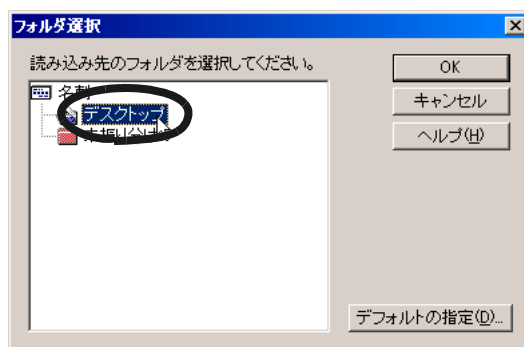 フォルダ選択
読み込み先のフォルダを選択してください。
名刺
デスクトップ
OK
キャンセル
ヘルプ(H)
デフォルトの指定(D)...